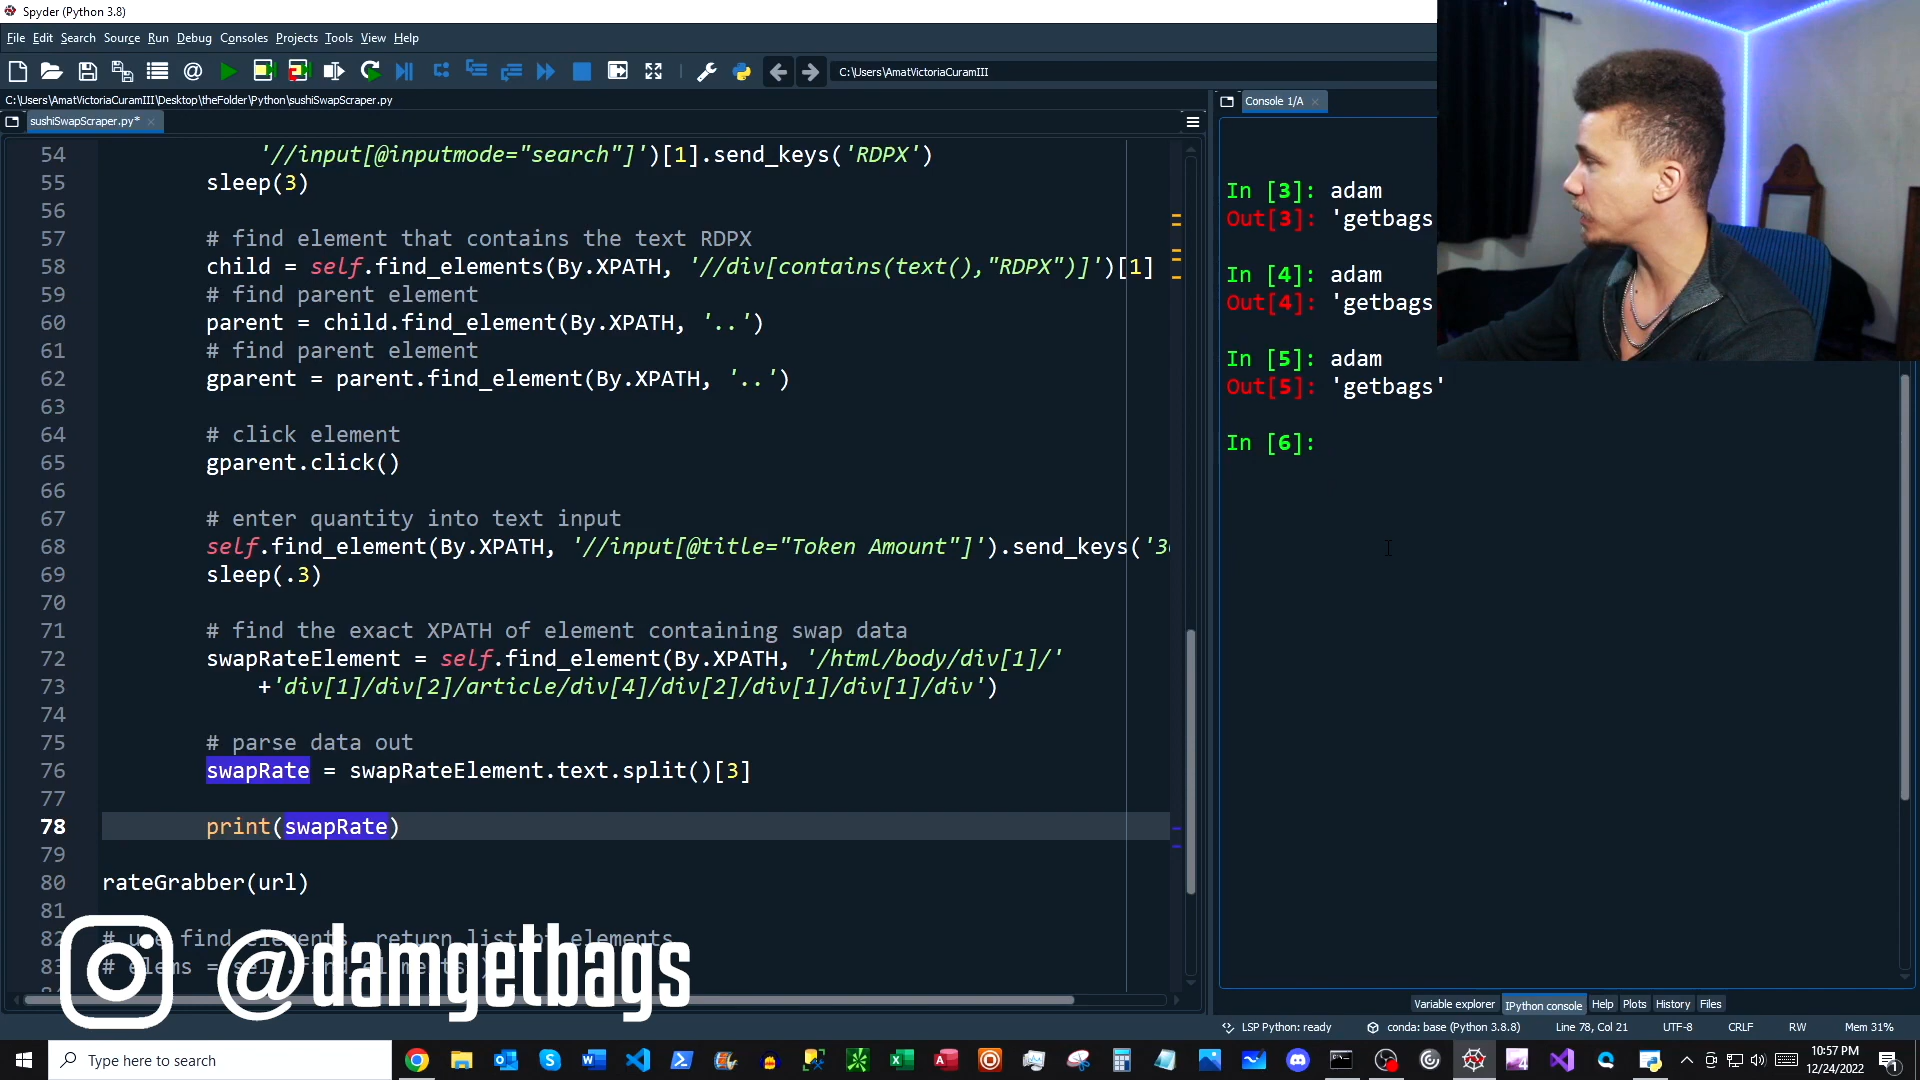 Spyder (Python 3.8)
File Edit Search Source Run Debug Consoles Projects Tools View Help
C:\Users\AmatVictoriaCuramIII
C:\Users\AmatVictoriaCuramIII\Desktop\theFolder\Python\sushiSwapScraper.py
sushiSwapScraper.py*
54 '//input[@inputmode="search"]')[1].send_keys('RDPX')
55 sleep(3)
56
57 # find element that contains the text RDPX
58 child = self.find_elements(By.XPATH, '//div[contains(text(),"RDPX")]')[1]
59 # find parent element
60 parent = child.find_element(By.XPATH, '..')
61 # find parent element
62 gparent = parent.find_element(By.XPATH, '..')
63
64 # click element
65 gparent.click()
66
67 # enter quantity into text input
68 self.find_element(By.XPATH, '//input[@title="Token Amount"]').send_keys('3
69 sleep(.3)
70
71 # find the exact XPATH of element containing swap data
72 swapRateElement = self.find_element(By.XPATH, '/html/body/div[1]/'
73 +'div[1]/div[2]/article/div[4]/div[2]/div[1]/div[1]/div')
74
75 # parse data out
76 swapRate = swapRateElement.text.split()[3]
77
78 print(swapRate)
79
80 rateGrabber(url)
81
82 # use find_elements, return list of elements
83 # elems = self.find_elements()
@damgetbags
Console 1/A
In [3]: adam
Out[3]: 'getbags
In [4]: adam
Out[4]: 'getbags
In [5]: adam
Out[5]: 'getbags'
In [6]:
Variable explorer IPython console Help Plots History Files
LSP Python: ready conda: base (Python 3.8.8) Line 78, Col 21 UTF-8 CRLF RW Mem 31%
Type here to search
10:57 PM
12/24/2022